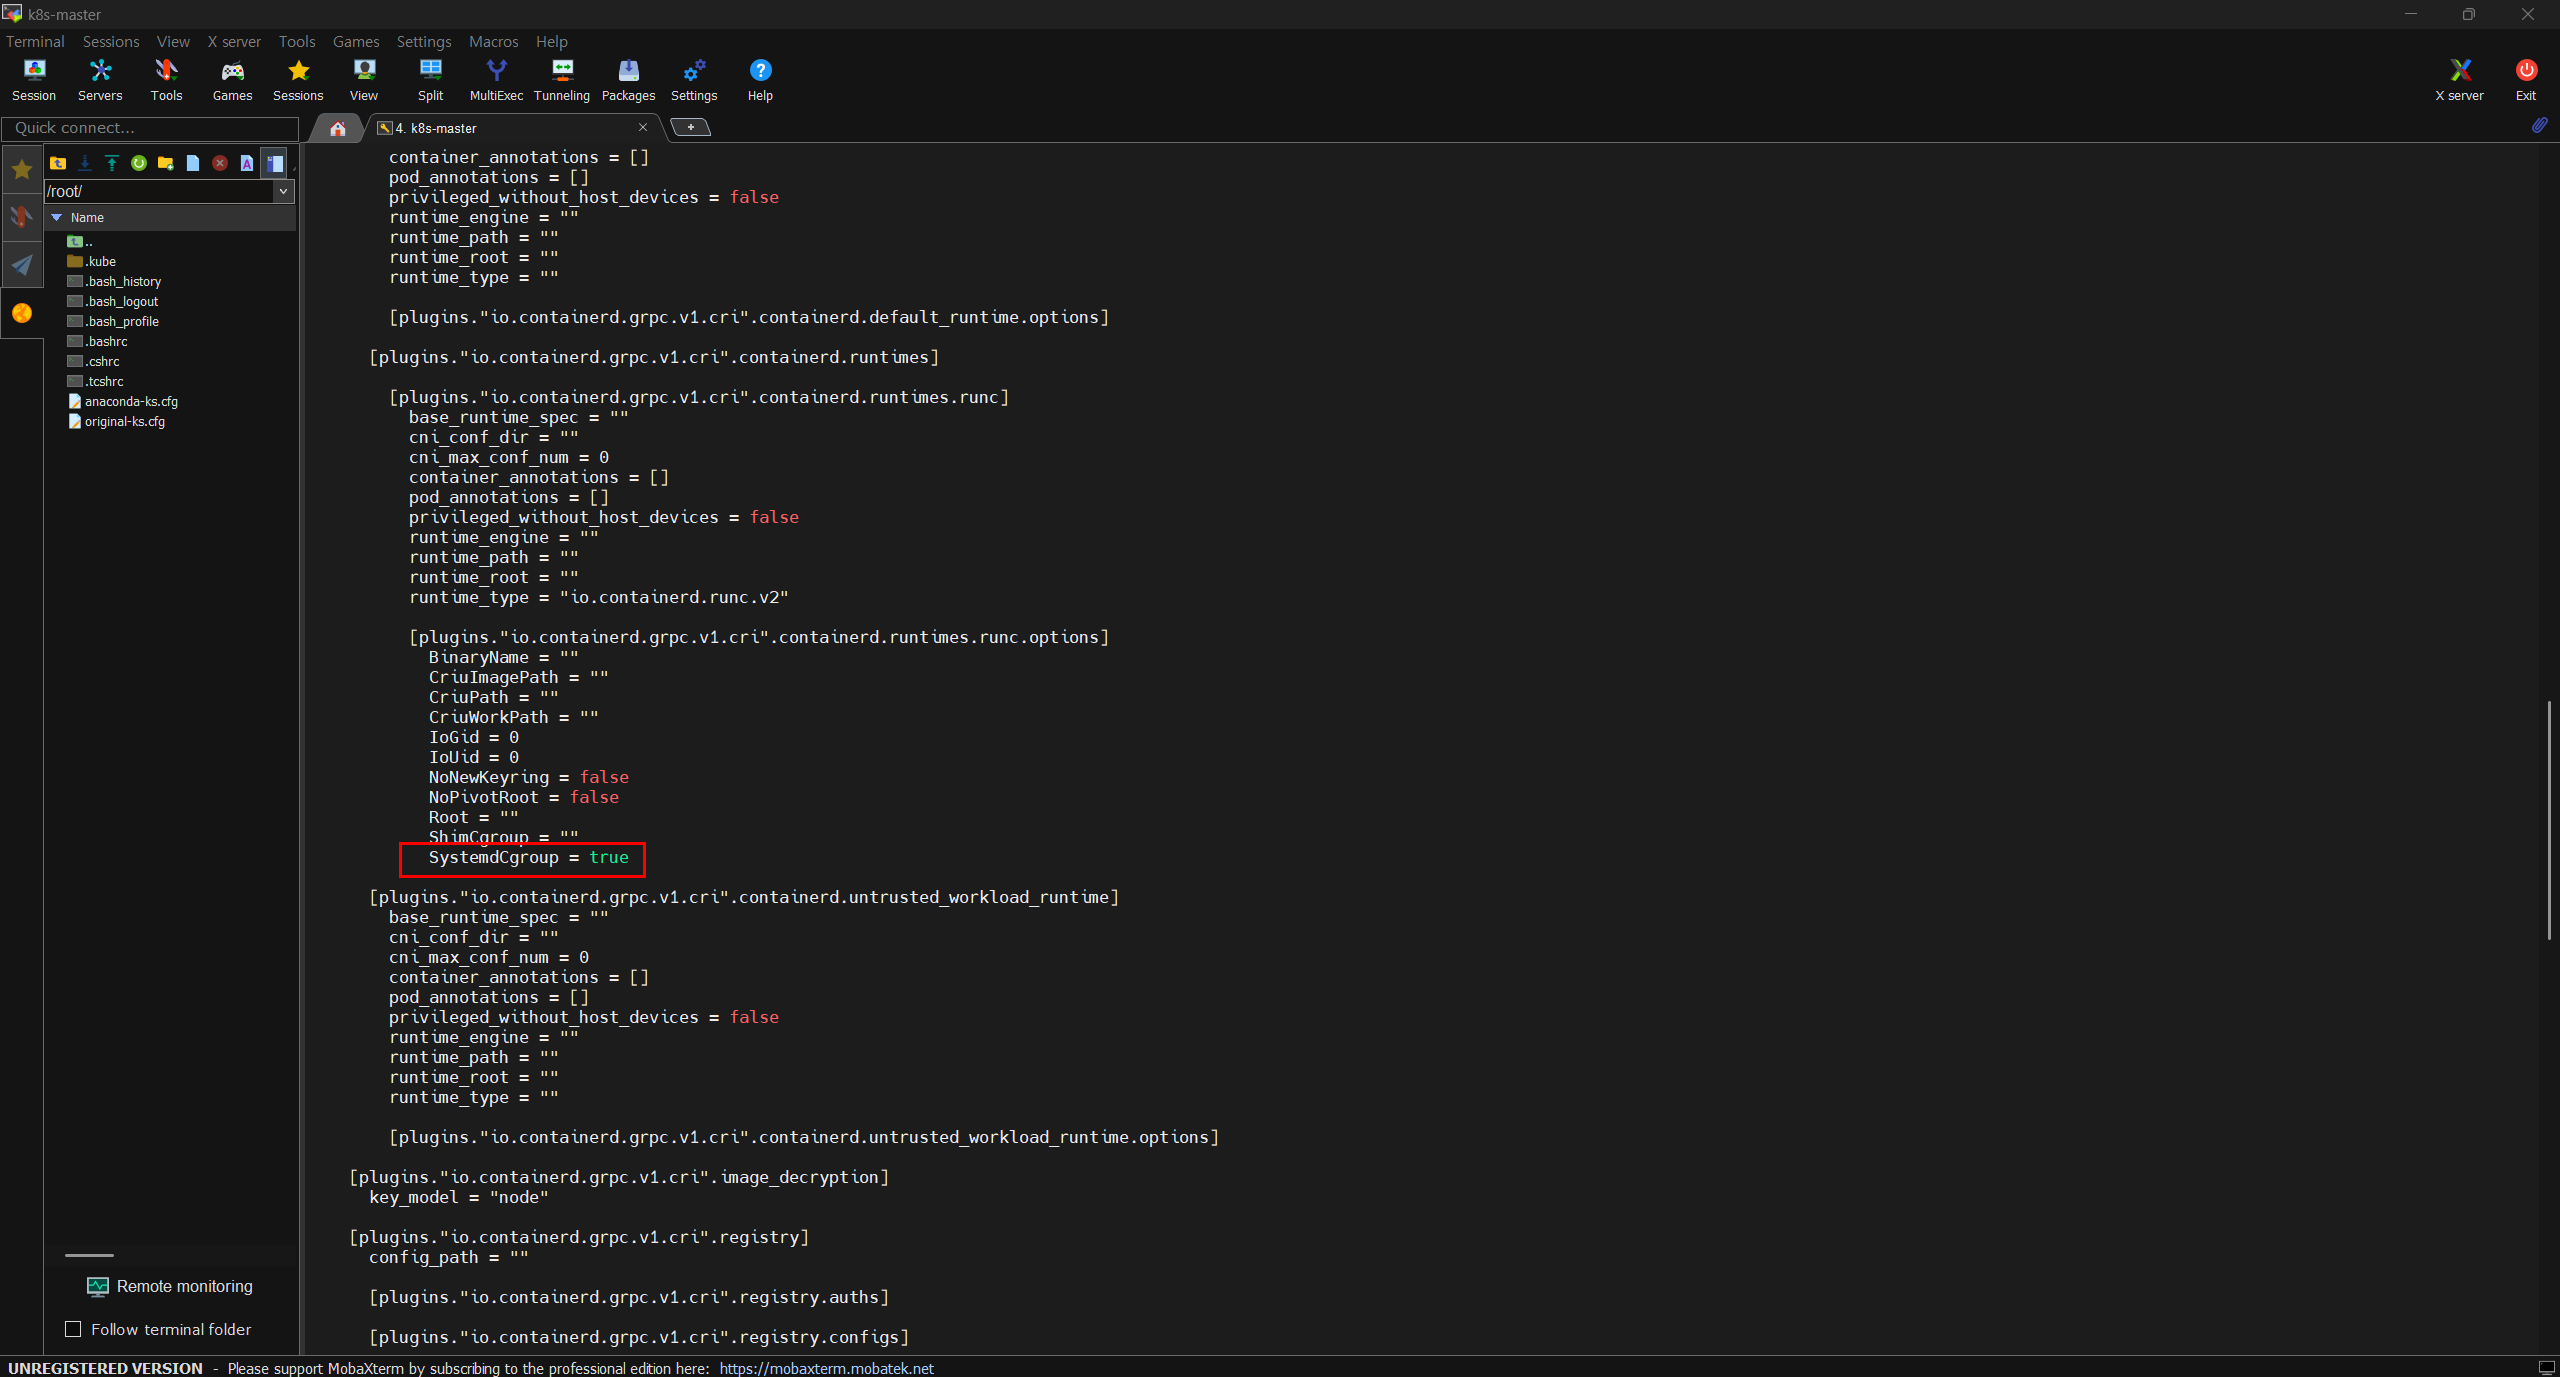 k8s-master
Terminal Sessions View X server Tools Games Settings Macros Help
Session Servers Tools Games Sessions View Split MultiExec Tunneling Packages Settings Help X server Exit
Quick connect...
4. k8s-master
/root/
Name
..
.kube
.bash_history
.bash_logout
.bash_profile
.bashrc
.cshrc
.tcshrc
anaconda-ks.cfg
original-ks.cfg
Remote monitoring
Follow terminal folder
container_annotations = []
pod_annotations = []
privileged_without_host_devices = false
runtime_engine = ""
runtime_path = ""
runtime_root = ""
runtime_type = ""
[plugins."io.containerd.grpc.v1.cri".containerd.default_runtime.options]
[plugins."io.containerd.grpc.v1.cri".containerd.runtimes]
[plugins."io.containerd.grpc.v1.cri".containerd.runtimes.runc]
base_runtime_spec = ""
cni_conf_dir = ""
cni_max_conf_num = 0
container_annotations = []
pod_annotations = []
privileged_without_host_devices = false
runtime_engine = ""
runtime_path = ""
runtime_root = ""
runtime_type = "io.containerd.runc.v2"
[plugins."io.containerd.grpc.v1.cri".containerd.runtimes.runc.options]
BinaryName = ""
CriuImagePath = ""
CriuPath = ""
CriuWorkPath = ""
IoGid = 0
IoUid = 0
NoNewKeyring = false
NoPivotRoot = false
Root = ""
ShimCgroup = ""
SystemdCgroup = true
[plugins."io.containerd.grpc.v1.cri".containerd.untrusted_workload_runtime]
base_runtime_spec = ""
cni_conf_dir = ""
cni_max_conf_num = 0
container_annotations = []
pod_annotations = []
privileged_without_host_devices = false
runtime_engine = ""
runtime_path = ""
runtime_root = ""
runtime_type = ""
[plugins."io.containerd.grpc.v1.cri".containerd.untrusted_workload_runtime.options]
[plugins."io.containerd.grpc.v1.cri".image_decryption]
key_model = "node"
[plugins."io.containerd.grpc.v1.cri".registry]
config_path = ""
[plugins."io.containerd.grpc.v1.cri".registry.auths]
[plugins."io.containerd.grpc.v1.cri".registry.configs]
UNREGISTERED VERSION - Please support MobaXterm by subscribing to the professional edition here: https://mobaxterm.mobatek.net